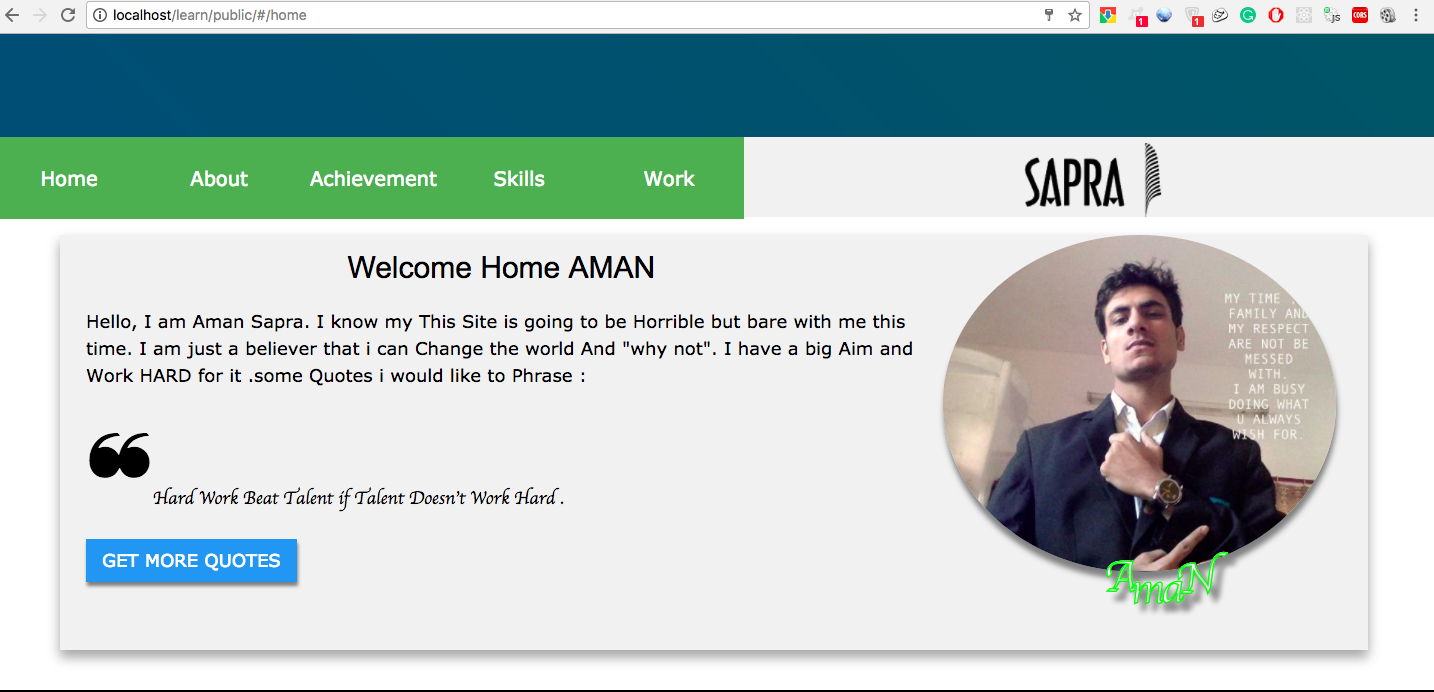 localhost/learn/public/#/home
1
1
js
CORS
Home About Achievement Skills Work
SAPRA
Welcome Home AMAN
Hello, I am Aman Sapra. I know my This Site is going to be Horrible but bare with me this
time. I am just a believer that i can Change the world And "why not". I have a big Aim and
Work HARD for it .some Quotes i would like to Phrase :
❝
Hard Work Beat Talent if Talent Doesn't Work Hard .
GET MORE QUOTES
MY TIME
FAMILY AND
MY RESPECT
ARE NOT BE
MESSED
WITH.
I AM BUSY
DOING WHAT
U ALWAYS
WISH FOR.
AmaN